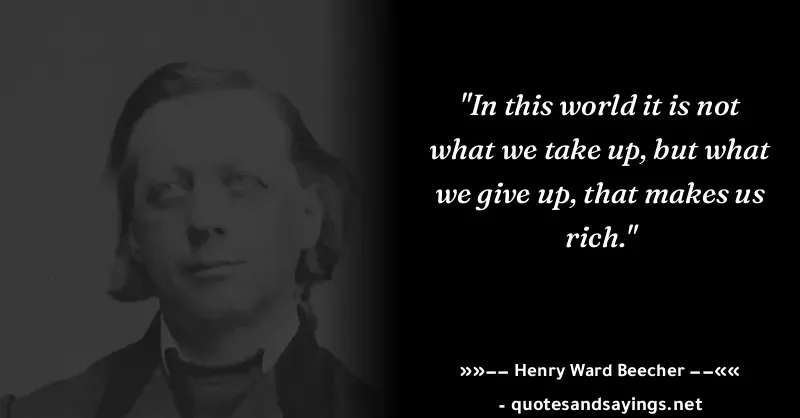 "In this world it is not
what we take up, but what
we give up, that makes us
rich."
»»–– Henry Ward Beecher ––««
- quotesandsayings.net